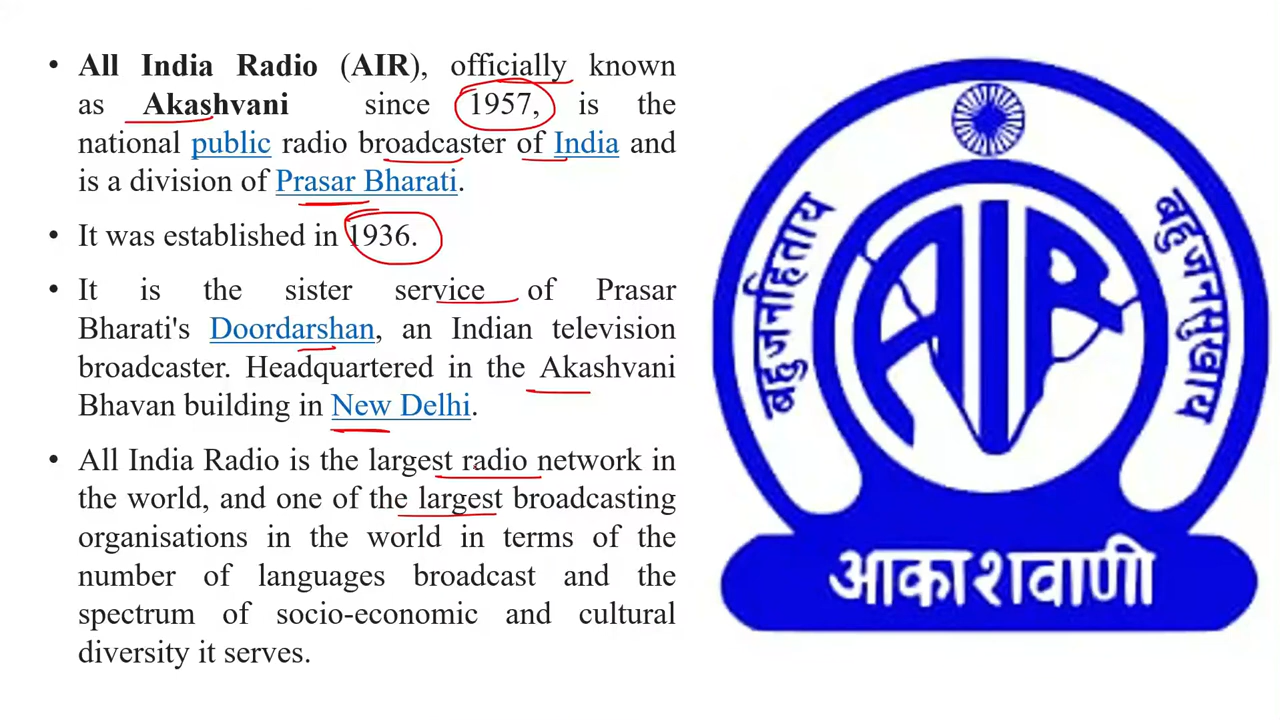 • All India Radio (AIR), officially known
as Akashvani since 1957, is the
national public radio broadcaster of India and
is a division of Prasar Bharati.
• It was established in 1936.
• It is the sister service of Prasar
Bharati's Doordarshan, an Indian television
broadcaster. Headquartered in the Akashvani
Bhavan building in New Delhi.
• All India Radio is the largest radio network in
the world, and one of the largest broadcasting
organisations in the world in terms of the
number of languages broadcast and the
spectrum of socio-economic and cultural
diversity it serves.
बहुजनहिताय
बहुजनसुखाय
AIR
आकाशवाणी